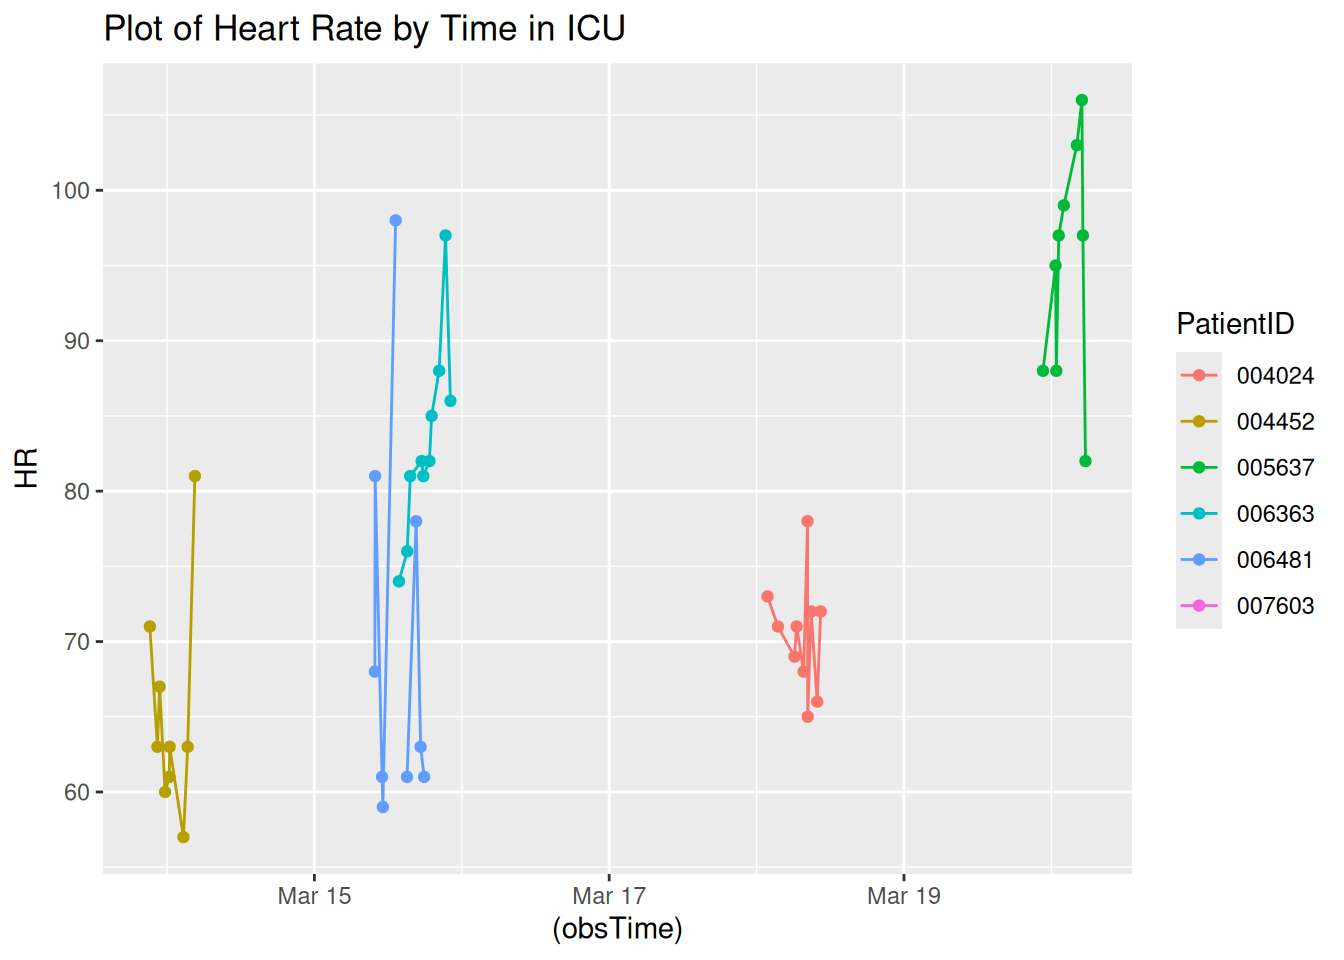 Plot of Heart Rate by Time in ICU
HR
100
90
80
70
60
Mar 15
Mar 17
Mar 19
(obsTime)
PatientID
004024
004452
005637
006363
006481
007603